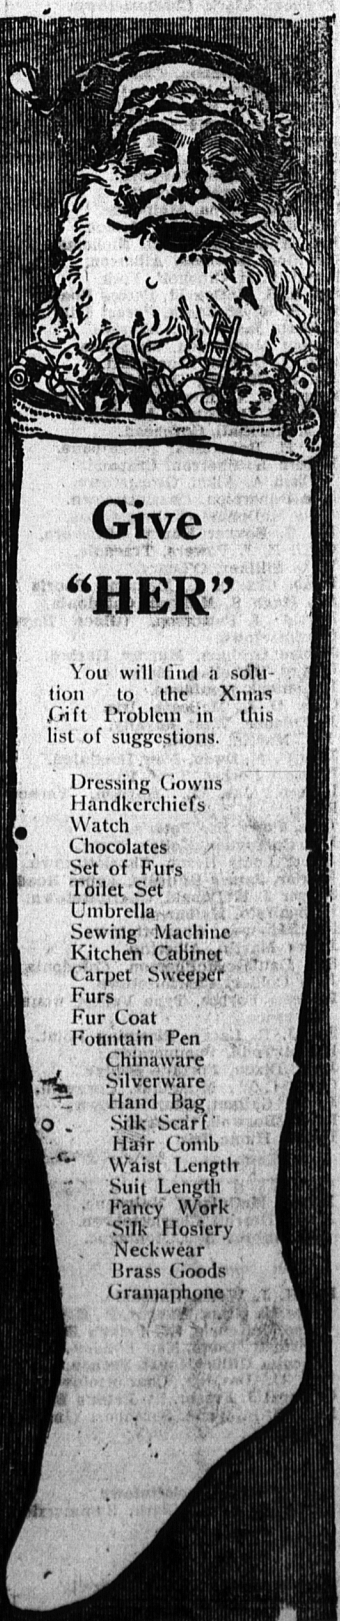 Give
"HER"
You will find a solu-
tion to the Xmas
Gift Problem in this
list of suggestions.
Dressing Gowns
Handkerchiefs
Watch
Chocolates
Set of Furs
Toilet Set
Umbrella
Sewing Machine
Kitchen Cabinet
Carpet Sweeper
Furs
Fur Coat
Fountain Pen
Chinaware
Silverware
Hand Bag
Silk Scarf
Hair Comb
Waist Length
Suit Length
Fancy Work
Silk Hosiery
Neckwear
Brass Goods
Gramaphone